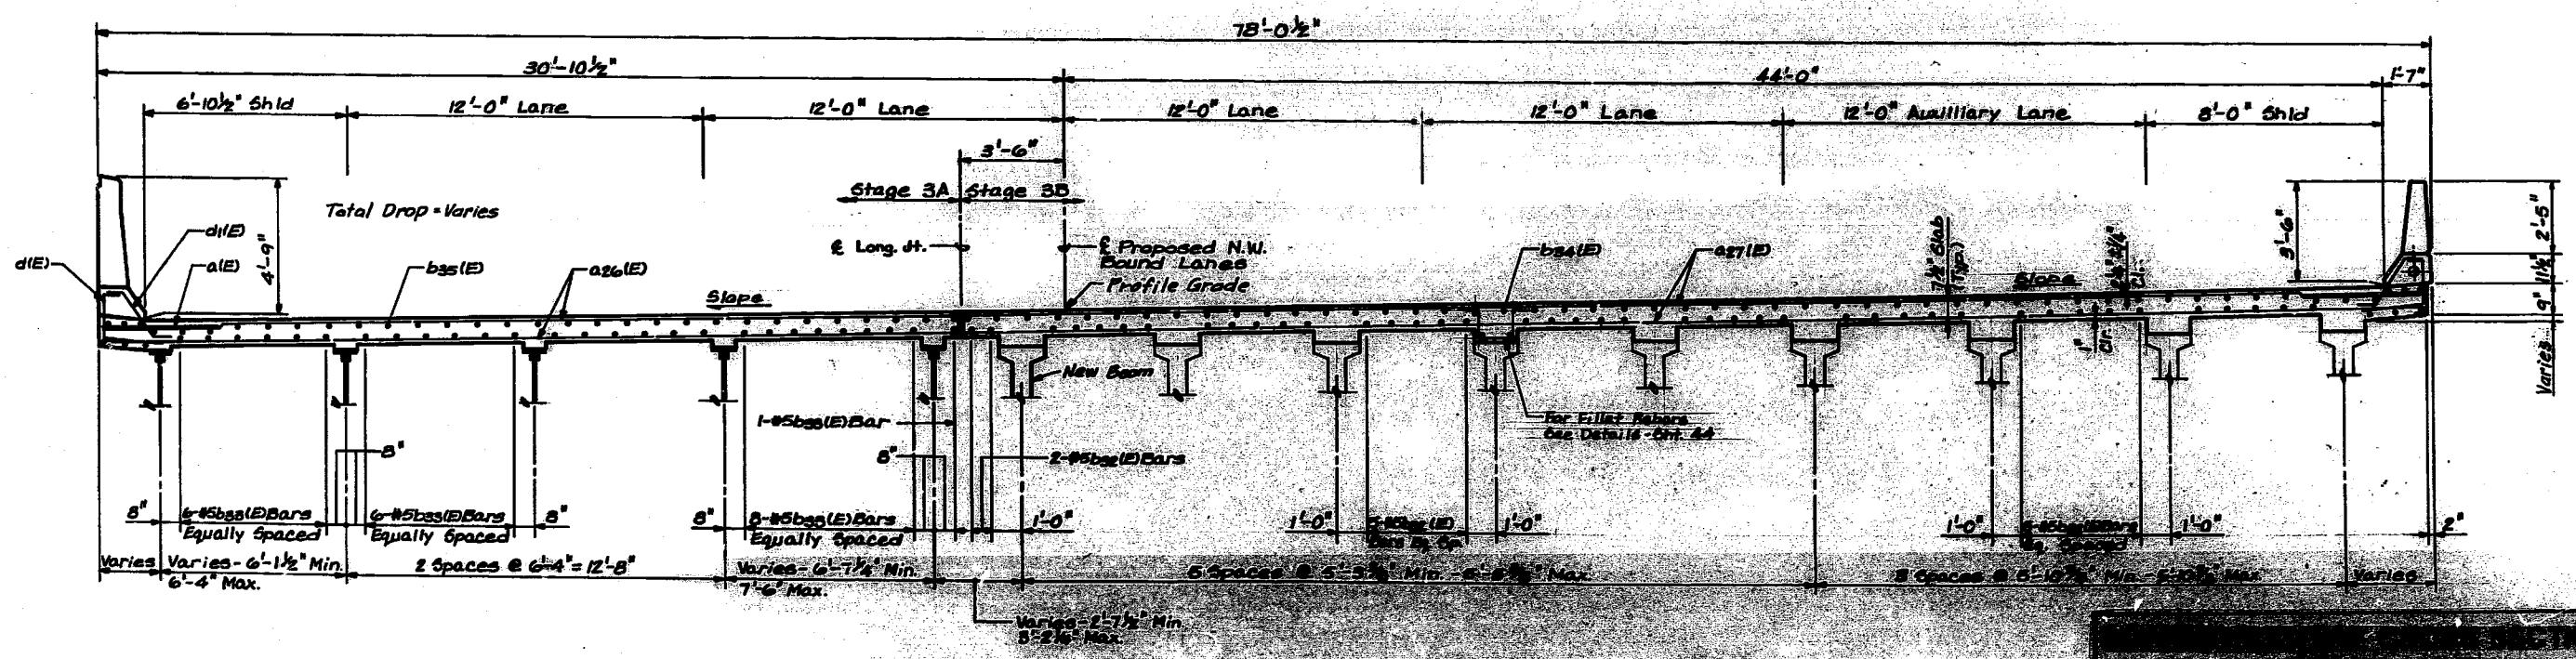 78'-0½"
30'-10½"
44'-0"
1'-7"
6'-10½" Shld
12'-0" Lane
12'-0" Lane
12'-0" Lane
12'-0" Lane
12'-0" Auxilliary Lane
8'-0" Shld
3'-6"
Stage 3A
Stage 3B
Total Drop = Varies
4'-9"
3'-6"
2'-5"
11½"
9"
Varies
d1(E)
d(E)
a(E)
b35(E)
a26(E)
℄ Long. Jt.
℄ Proposed N.W.
Bound Lanes
Profile Grade
b34(E)
a27(E)
7½" Slab
(Typ.)
Cl.
Slope
Slope
1"
Clr.
New Beam
1-#5b33(E)Bar
For Fillet Rebars
See Details - Sht. 44
8"
8"
2-#5b32(E)Bars
8"
6-#5b33(E)Bars
Equally Spaced
6-#5b33(E)Bars
Equally Spaced
8"
8"
8-#5b33(E)Bars
Equally Spaced
1'-0"
1'-0"
1'-0"
1'-0"
1'-0"
2"
Varies
Varies - 6'-1½" Min.
6'-4" Max.
2 Spaces @ 6'-4" = 12'-8"
Varies - 6'-7¼" Min.
7'-6" Max.
5 Spaces @
Varies
Varies - 2'-7½" Min.